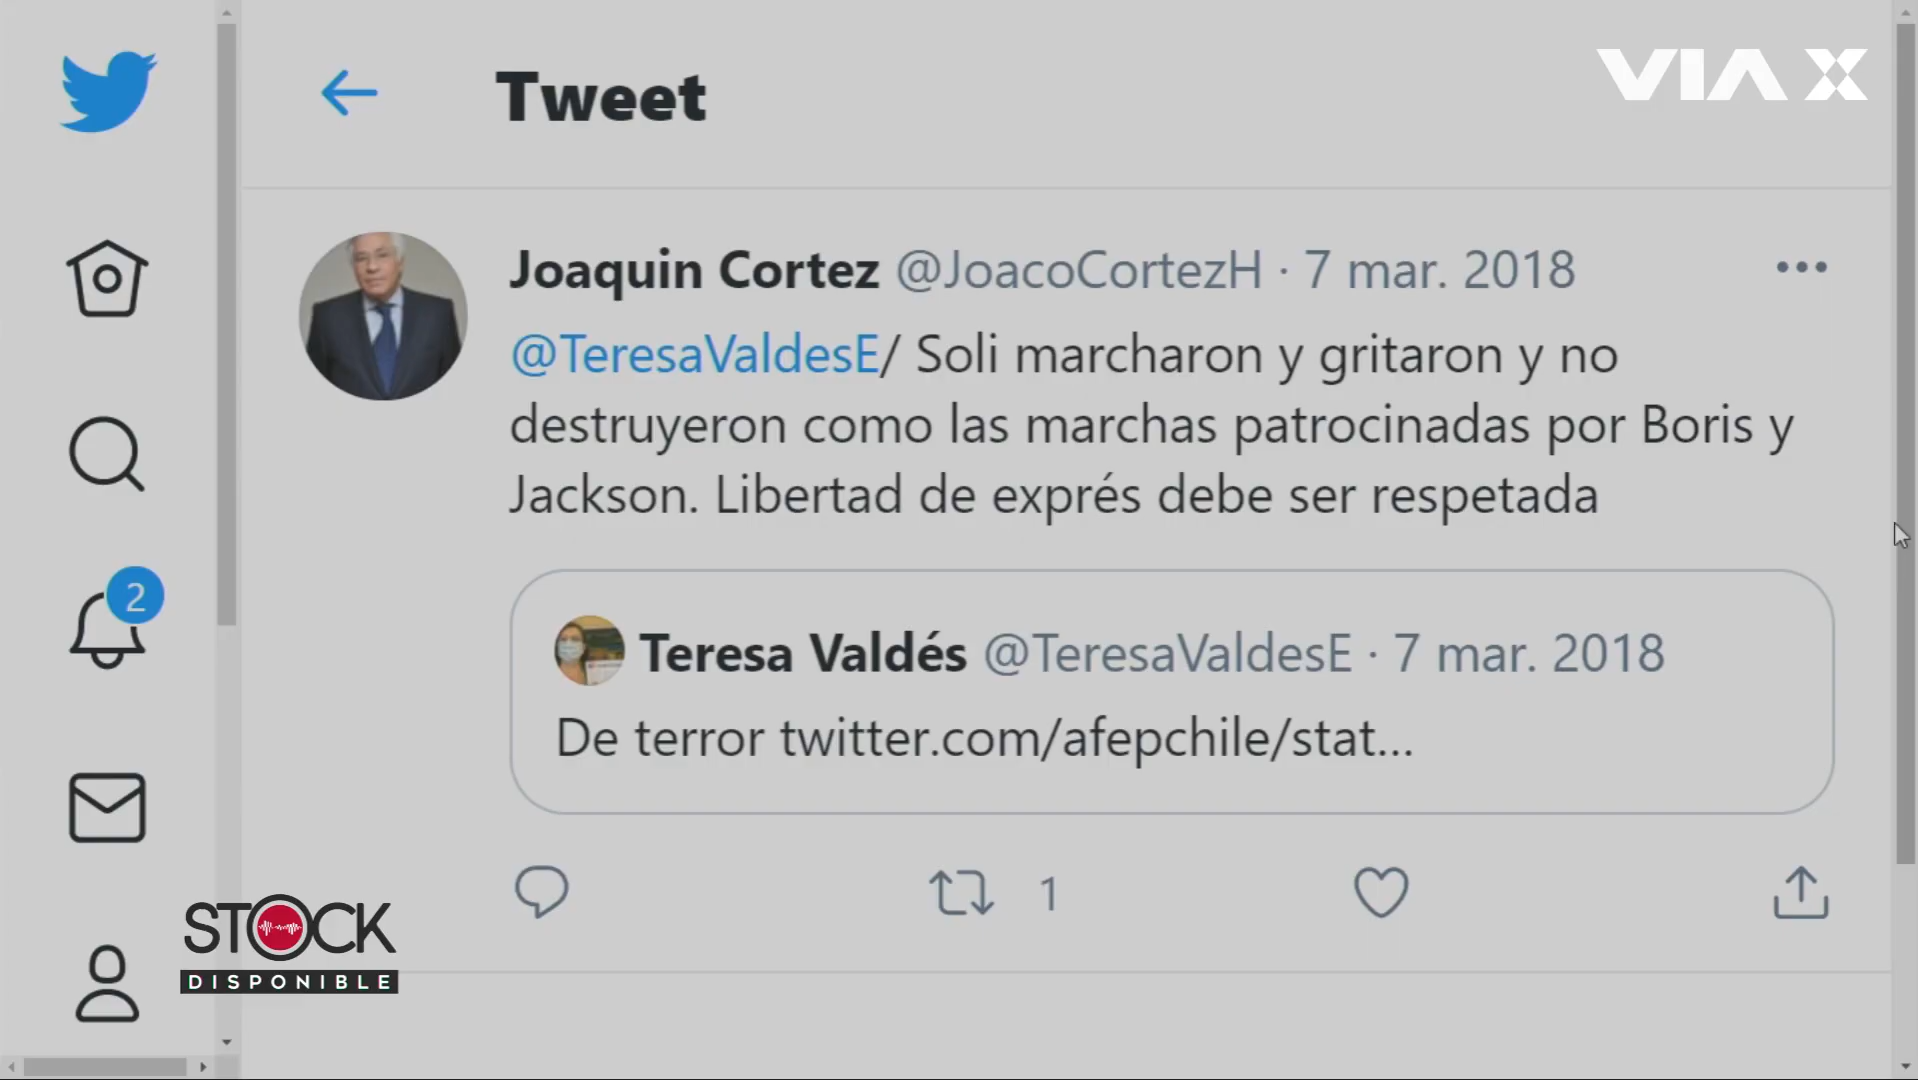 VIA X
Tweet
Joaquin Cortez @JoacoCortezH · 7 mar. 2018
@TeresaValdesE/ Soli marcharon y gritaron y no
destruyeron como las marchas patrocinadas por Boris y
Jackson. Libertad de exprés debe ser respetada
2
Teresa Valdés @TeresaValdesE · 7 mar. 2018
De terror twitter.com/afepchile/stat...
1
STOCK
DISPONIBLE